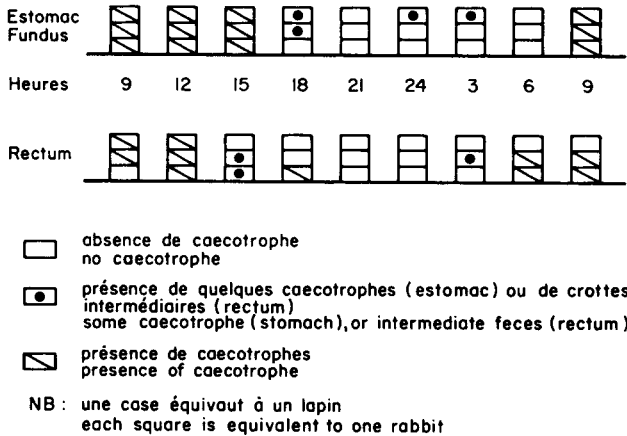 Estomac
Fundus
Heures 9 12 15 18 21 24 3 6 9
Rectum
absence de caecotrophe
no caecotrophe
présence de quelques caecotrophes (estomac) ou de crottes
intermédiaires (rectum)
some caecotrophe (stomach), or intermediate feces (rectum)
présence de caecotrophes
presence of caecotrophe
NB : une case équivaut à un lapin
each square is equivalent to one rabbit